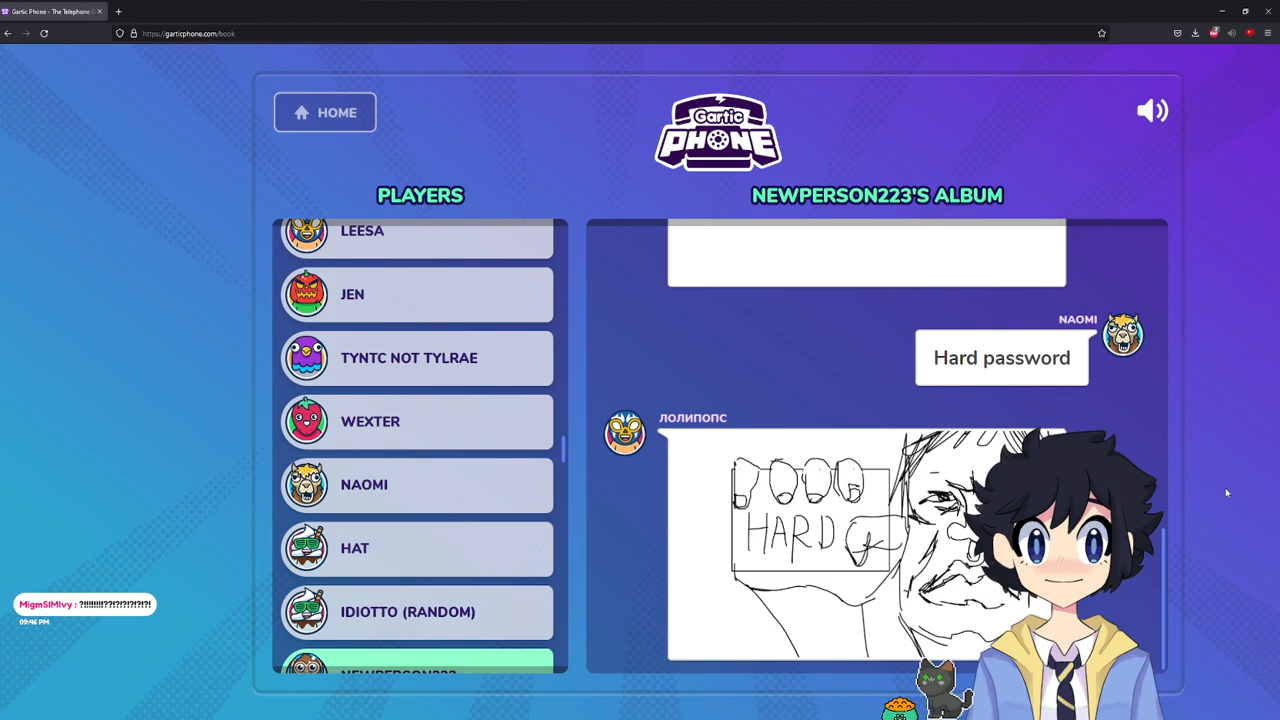 Gartic Phone - The Telephone
https://garticphone.com/book
HOME
Gartic
PHONE
PLAYERS
NEWPERSON223'S ALBUM
LEESA
JEN
TYNTC NOT TYLRAE
WEXTER
NAOMI
HAT
IDIOTTO (RANDOM)
NEWPERSON223
NAOMI
Hard password
ЛОЛИПОПС
HARD
MigmSIMIvy : ?!!!!!!!!??!?!?!?!?!
09:46 PM